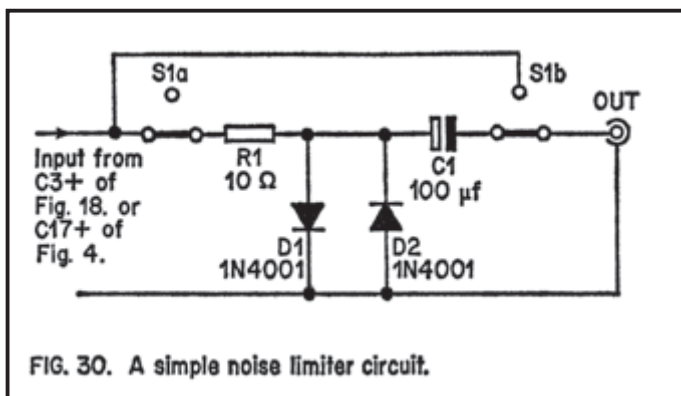 S1a
S1b
OUT
Input from
C3+ of
Fig. 18. or
C17+ of
Fig. 4.
R1
10 Ω
C1
100 µf
D1
1N4001
D2
1N4001
FIG. 30. A simple noise limiter circuit.